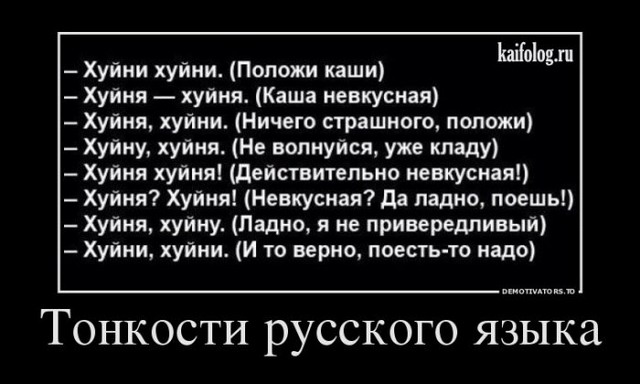 kaifolog.ru
– Хуйни хуйни. (Положи каши)
– Хуйня — хуйня. (Каша невкусная)
– Хуйня, хуйни. (Ничего страшного, положи)
– Хуйну, хуйня. (Не волнуйся, уже кладу)
– Хуйня хуйня! (Действительно невкусная!)
– Хуйня? Хуйня! (Невкусная? Да ладно, поешь!)
– Хуйня, хуйну. (Ладно, я не привередливый)
– Хуйни, хуйни. (И то верно, поесть-то надо)
DEMOTIVATORS.TO
Тонкости русского языка